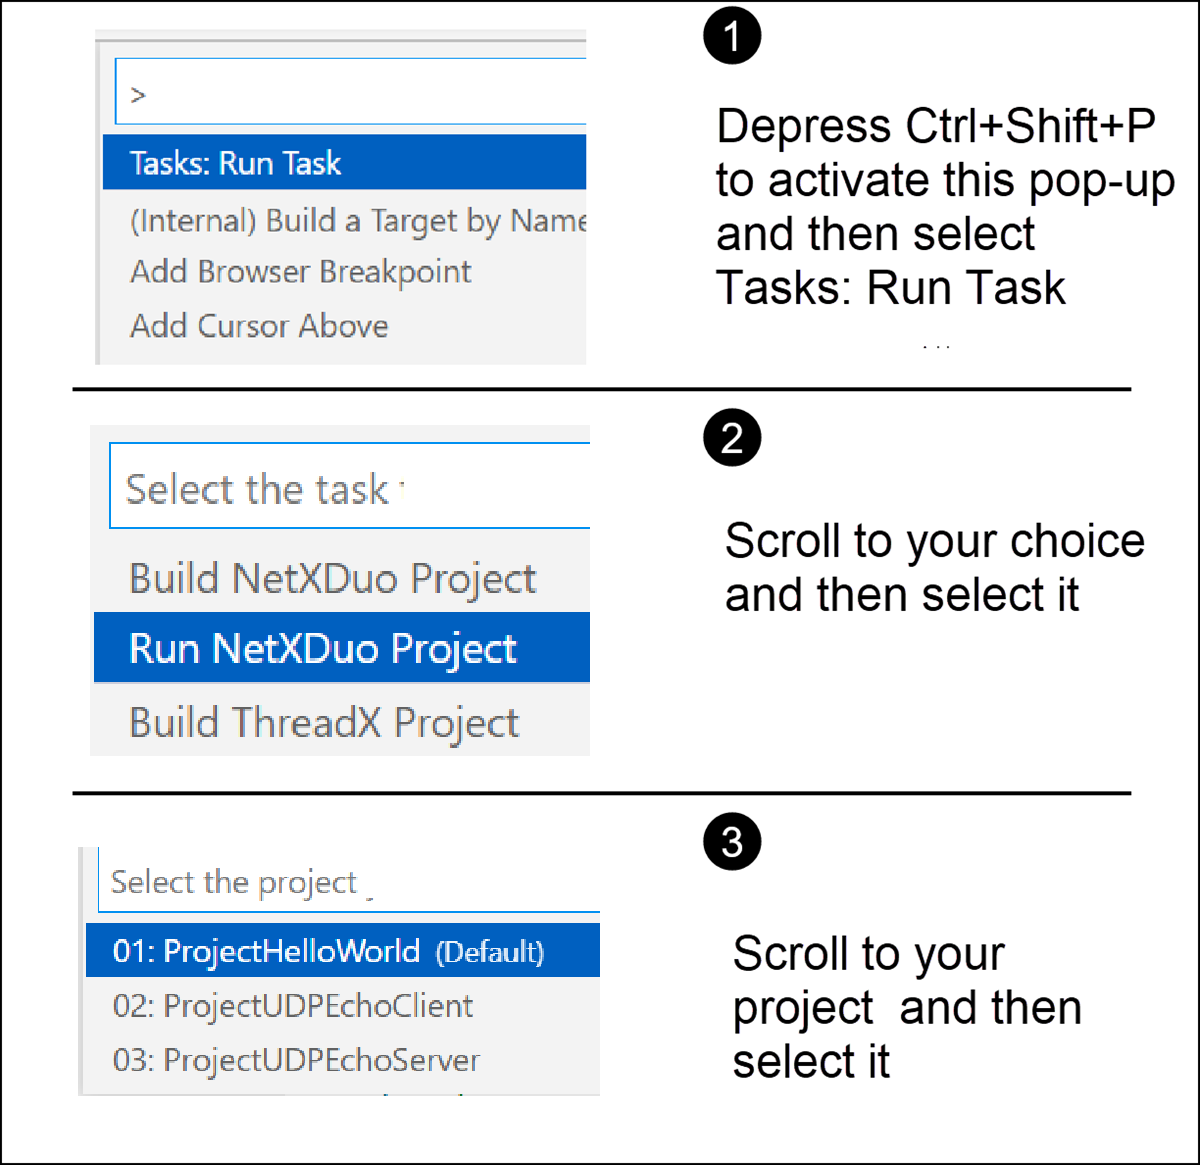 >
Tasks: Run Task
(Internal) Build a Target by Name
Add Browser Breakpoint
Add Cursor Above
1
Depress Ctrl+Shift+P
to activate this pop-up
and then select
Tasks: Run Task
...
Select the task
Build NetXDuo Project
Run NetXDuo Project
Build ThreadX Project
2
Scroll to your choice
and then select it
Select the project
01: ProjectHelloWorld (Default)
02: ProjectUDPEchoClient
03: ProjectUDPEchoServer
3
Scroll to your
project and then
select it